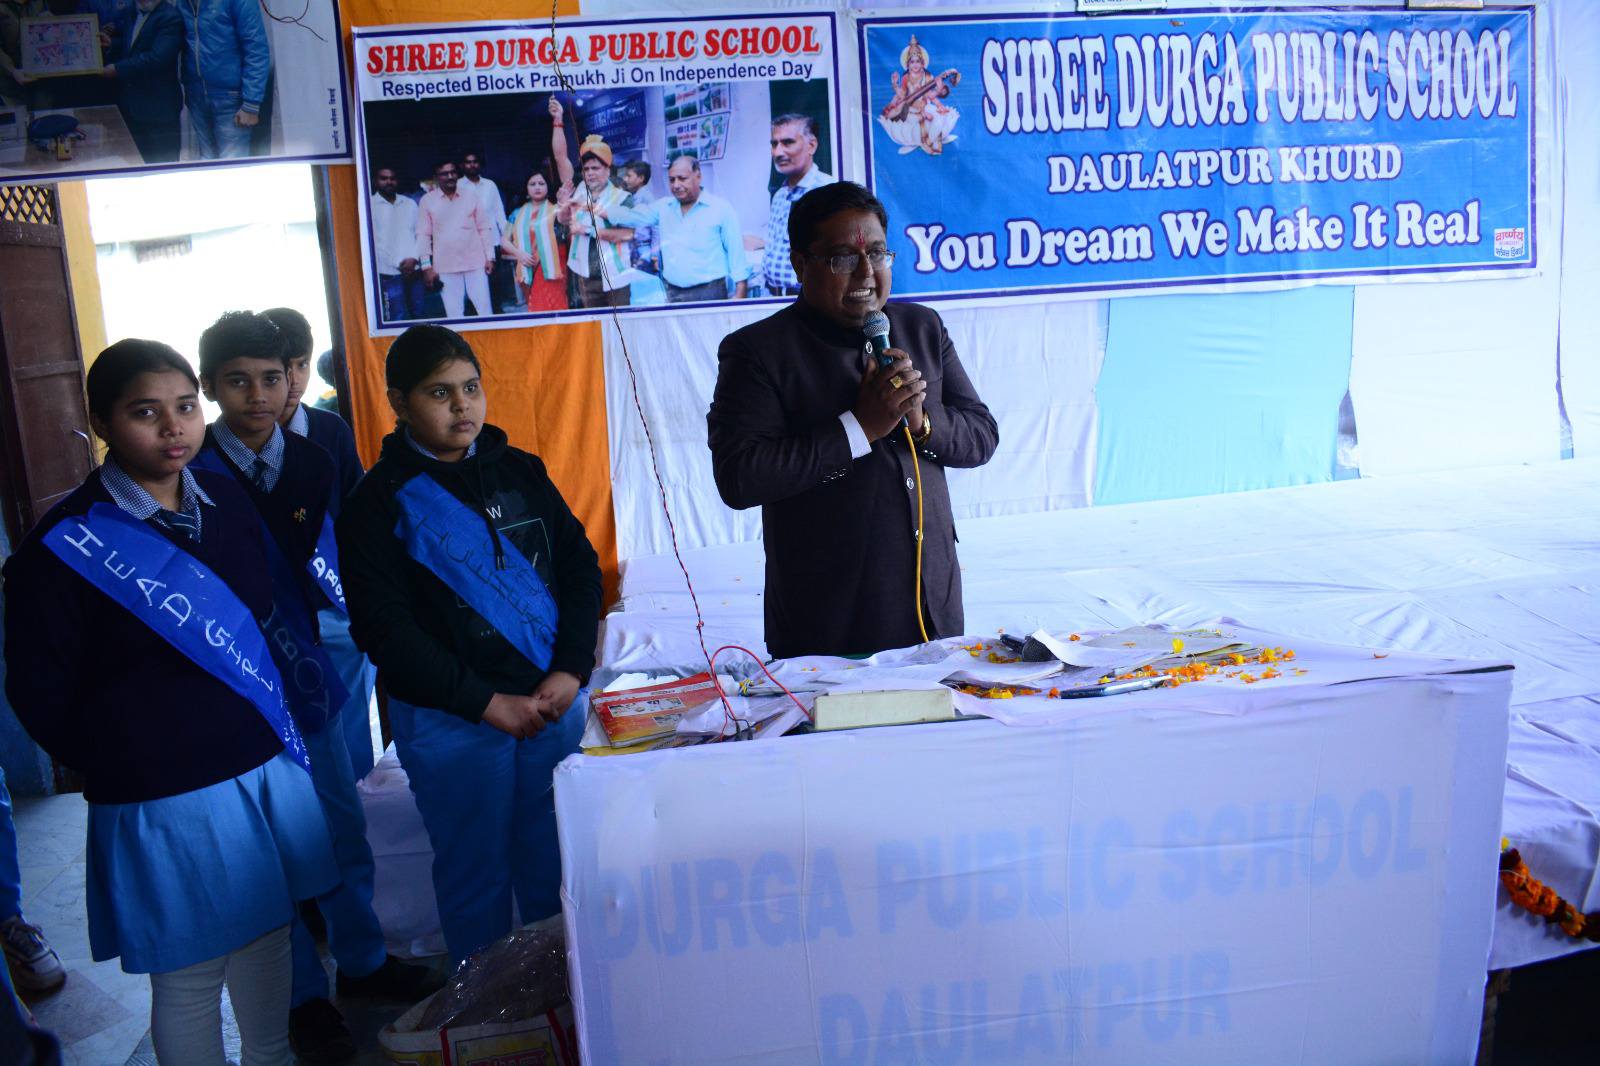 SHREE DURGA PUBLIC SCHOOL
Respected Block Pramukh Ji On Independence Day
SHREE DURGA PUBLIC SCHOOL
DAULATPUR KHURD
You Dream We Make It Real
वार्ष्णेय
HEAD GIRL
BOY
DURGA PUBLIC SCHOOL
DAULATPUR